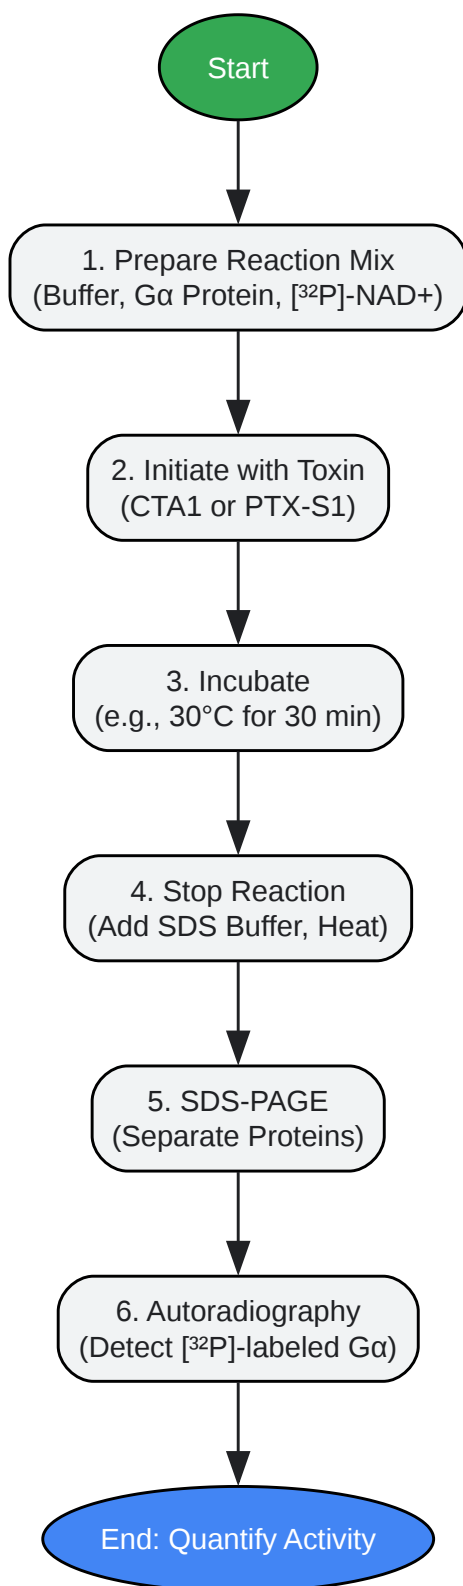 Start
1. Prepare Reaction Mix
(Buffer, Gα Protein, [³²P]-NAD+)
2. Initiate with Toxin
(CTA1 or PTX-S1)
3. Incubate
(e.g., 30°C for 30 min)
4. Stop Reaction
(Add SDS Buffer, Heat)
5. SDS-PAGE
(Separate Proteins)
6. Autoradiography
(Detect [³²P]-labeled Gα)
End: Quantify Activity